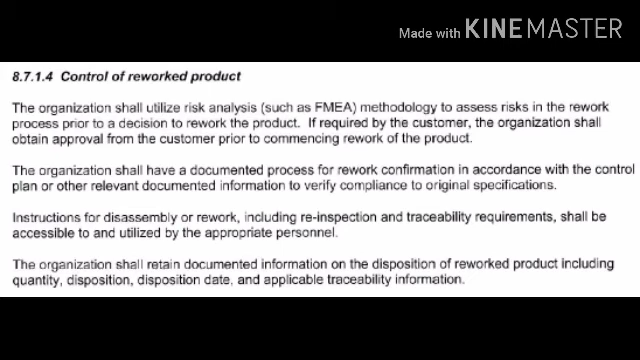 Made with KINEMASTER
8.7.1.4 Control of reworked product
The organization shall utilize risk analysis (such as FMEA) methodology to assess risks in the rework
process prior to a decision to rework the product. If required by the customer, the organization shall
obtain approval from the customer prior to commencing rework of the product.
The organization shall have a documented process for rework confirmation in accordance with the control
plan or other relevant documented information to verify compliance to original specifications.
Instructions for disassembly or rework, including re-inspection and traceability requirements, shall be
accessible to and utilized by the appropriate personnel.
The organization shall retain documented information on the disposition of reworked product including
quantity, disposition, disposition date, and applicable traceability information.